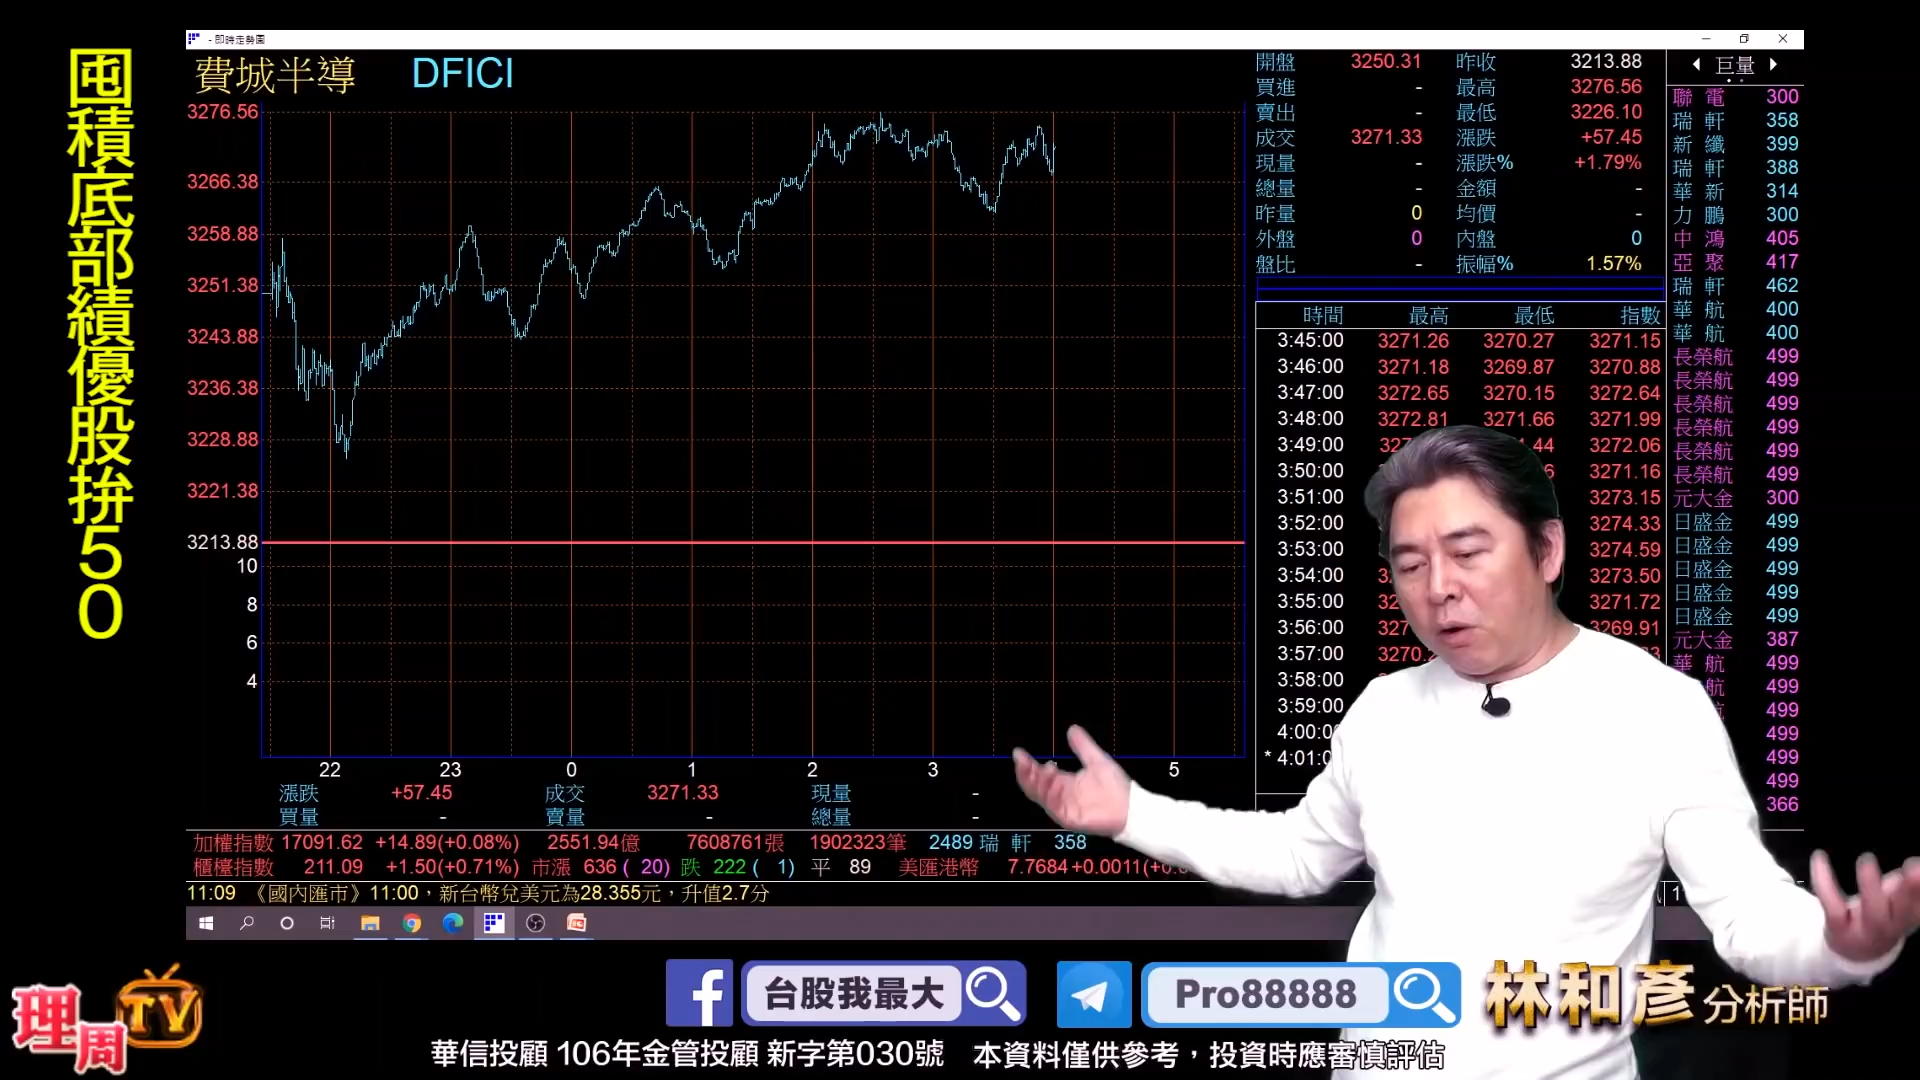 囤積底部績優股拚50
- 即時走勢圖
費城半導 DFICI
3276.56
3266.38
3258.88
3251.38
3243.88
3236.38
3228.88
3221.38
3213.88
10
8
6
4
22 23 0 1 2 3 5
開盤 3250.31 昨收 3213.88
買進 - 最高 3276.56
賣出 - 最低 3226.10
成交 3271.33 漲跌 +57.45
現量 - 漲跌% +1.79%
總量 - 金額 -
昨量 0 均價 -
外盤 0 內盤 0
盤比 - 振幅% 1.57%
時間 最高 最低 指數
3:45:00 3271.26 3270.27 3271.15
3:46:00 3271.18 3269.87 3270.88
3:47:00 3272.65 3270.15 3272.64
3:48:00 3272.81 3271.66 3271.99
3:49:00 3272.06
3:50:00 3271.16
3:51:00 3273.15
3:52:00 3274.33
3:53:00 3274.59
3:54:00 3273.50
3:55:00 3271.72
3:56:00 3269.91
3:57:00
3:58:00
3:59:00
4:00:00
* 4:01:0
巨量
聯電 300
瑞軒 358
新纖 399
瑞軒 388
華新 314
力鵬 300
中鴻 405
亞聚 417
瑞軒 462
華航 400
華航 400
長榮航 499
長榮航 499
長榮航 499
長榮航 499
長榮航 499
長榮航 499
元大金 300
日盛金 499
日盛金 499
日盛金 499
日盛金 499
日盛金 499
元大金 387
華航 499
航 499
499
499
499
499
366
漲跌 +57.45 成交 3271.33 現量 -
買量 - 賣量 - 總量 -
加權指數 17091.62 +14.89(+0.08%) 2551.94億 7608761張 1902323筆 2489 瑞軒 358
櫃檯指數 211.09 +1.50(+0.71%) 市漲 636 ( 20) 跌 222 ( 1) 平 89 美匯港幣 7.7684 +0.0011(+0.
11:09 《國內匯市》11:00，新台幣兌美元為28.355元，升值2.7分
理周TV
台股我最大
Pro88888
林和彥 分析師
華信投顧 106年金管投顧 新字第030號 本資料僅供參考，投資時應審慎評估